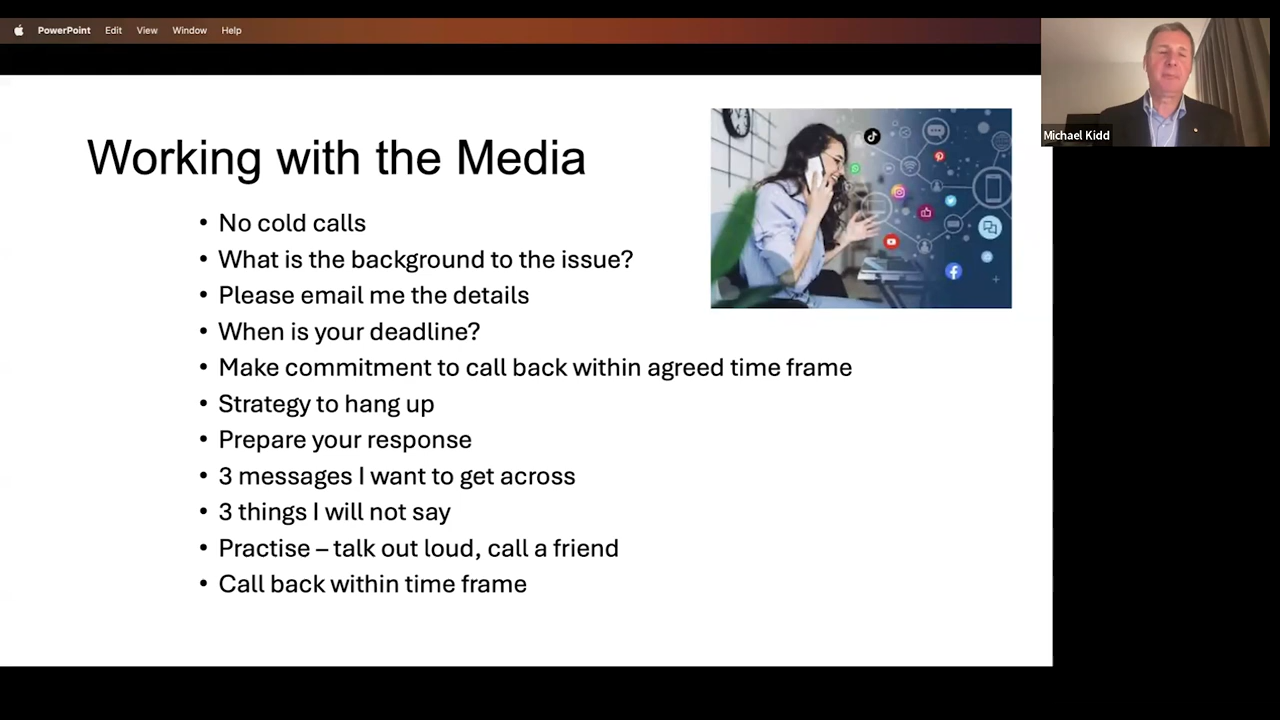 PowerPoint Edit View Window Help
Michael Kidd
Working with the Media
• No cold calls
• What is the background to the issue?
• Please email me the details
• When is your deadline?
• Make commitment to call back within agreed time frame
• Strategy to hang up
• Prepare your response
• 3 messages I want to get across
• 3 things I will not say
• Practise – talk out loud, call a friend
• Call back within time frame